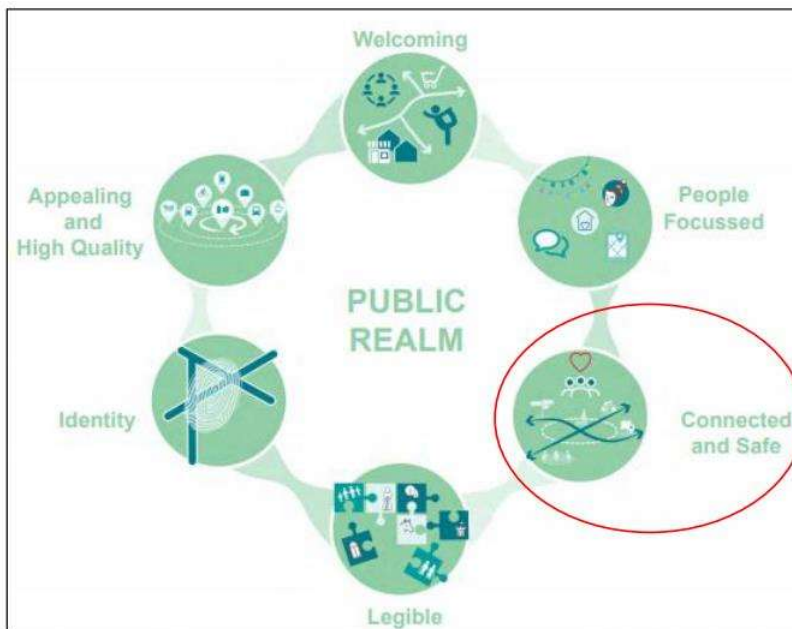 Welcoming
Appealing
and
High Quality
People
Focussed
PUBLIC
REALM
Identity
Connected
and Safe
Legible